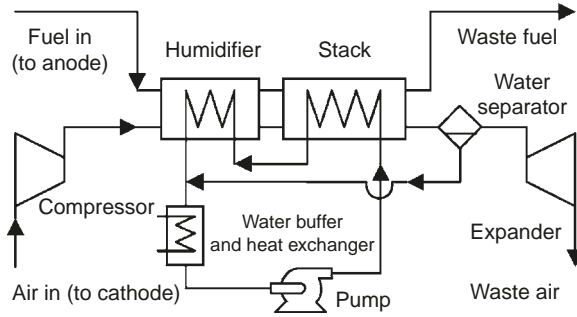 Fuel in
(to anode)
Humidifier
Stack
Waste fuel
Water
separator
Compressor
Water buffer
and heat exchanger
Expander
Air in (to cathode)
Pump
Waste air